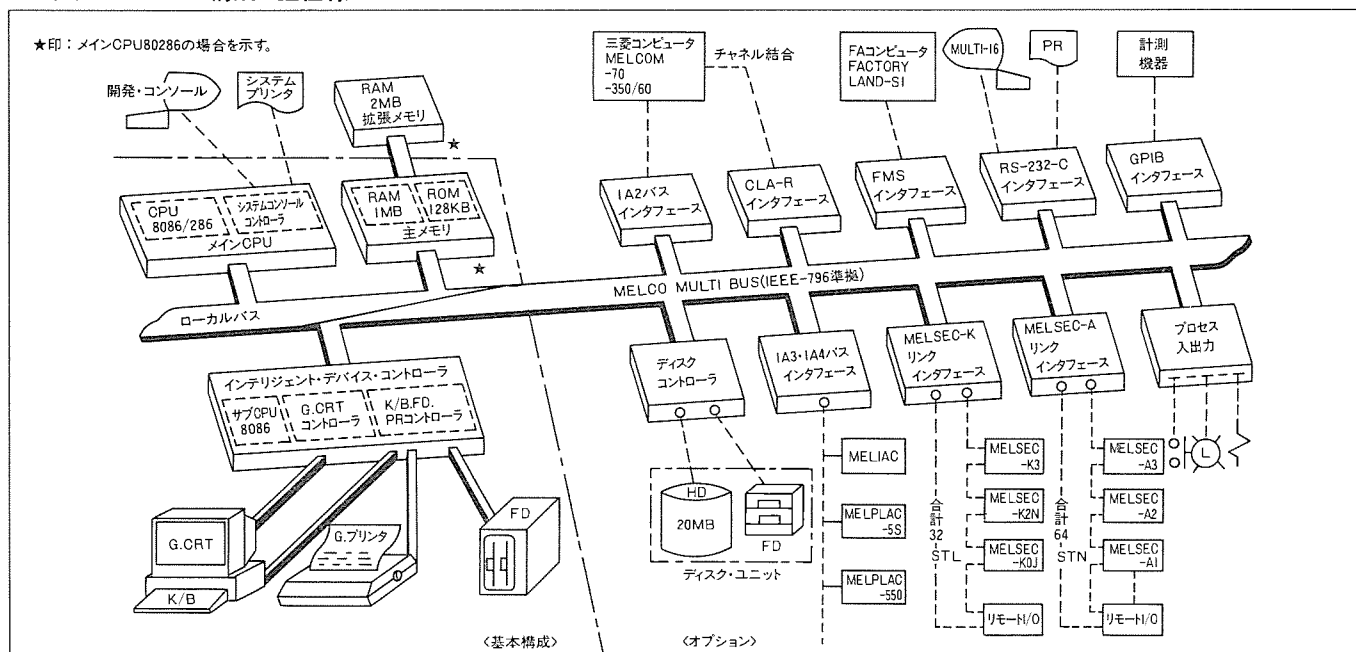 ★印：メインCPU80286の場合を示す。
開発・コンソール
システム
プリンタ
RAM
2MB
拡張メモリ
★
三菱コンピュータ
MELCOM
-70
-350/60
チャネル結合
FAコンピュータ
FACTORY
LAND-S1
MULTI-16
PR
計測
機器
CPU
8086/286
システムコンソール
コントローラ
メインCPU
RAM
1MB
ROM
128KB
主メモリ
★
IA2バス
インタフェース
CLA-R
インタフェース
FMS
インタフェース
RS-232-C
インタフェース
GPIB
インタフェース
ローカルバス
MELCO MULTI BUS(IEEE-796準拠)
インテリジェント・デバイス・コントローラ
サブCPU
8086
G.CRT
コントローラ
K/B.FD.
PRコントローラ
ディスク
コントローラ
IA3・IA4バス
インタフェース
MELSEC-K
リンク
インタフェース
MELSEC-A
リンク
インタフェース
プロセス
入出力
G.CRT
K/B
G.プリンタ
FD
HD
20MB
FD
ディスク・ユニット
MELIAC
MELPLAC
-5S
MELPLAC
-550
合計32
STL
MELSEC
-K3
MELSEC
-K2N
MELSEC
-K0J
リモートI/O
合計64
STN
MELSEC
-A3
MELSEC
-A2
MELSEC
-A1
リモートI/O
L
〈基本構成〉
〈オプション〉